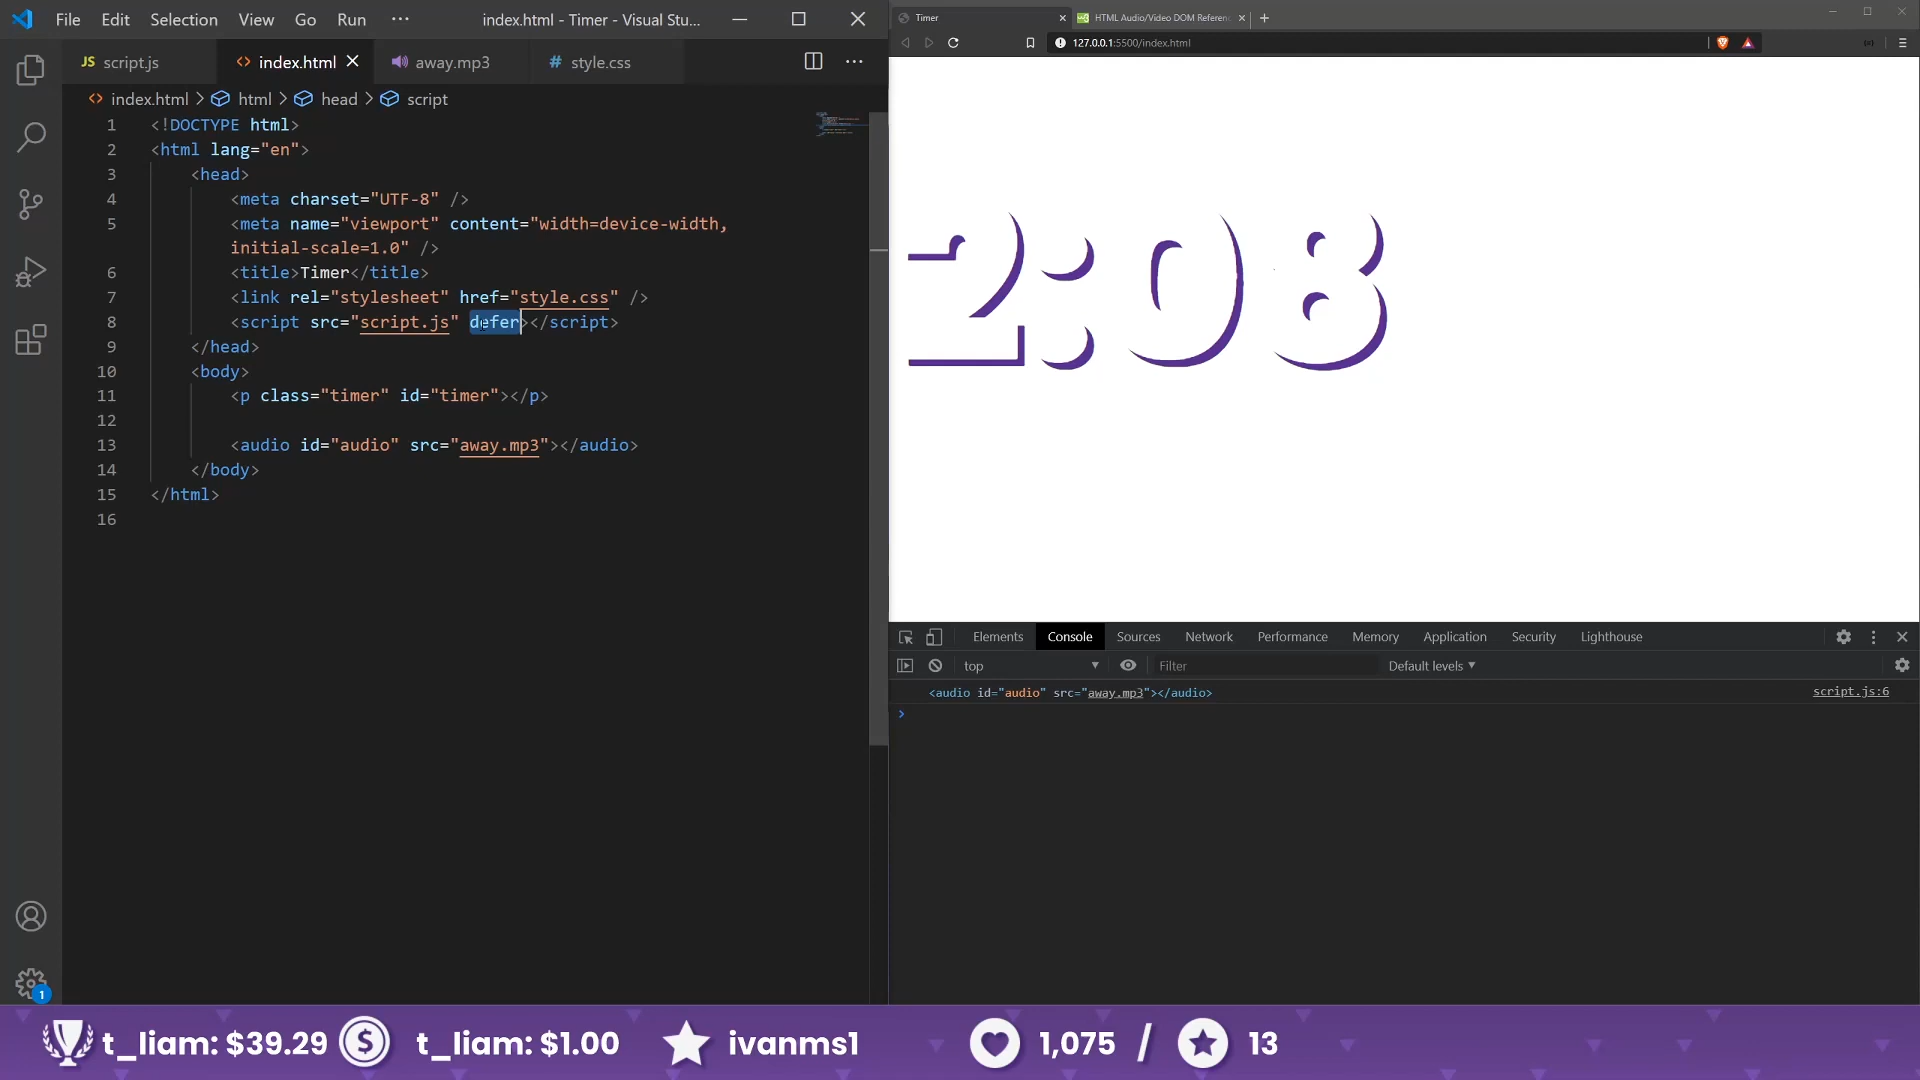 File Edit Selection View Go Run ··· index.html - Timer - Visual Stu...
JS script.js
<> index.html
away.mp3
# style.css
index.html > html > head > script
1 <!DOCTYPE html>
2 <html lang="en">
3 <head>
4 <meta charset="UTF-8" />
5 <meta name="viewport" content="width=device-width,
initial-scale=1.0" />
6 <title>Timer</title>
7 <link rel="stylesheet" href="style.css" />
8 <script src="script.js" defer></script>
9 </head>
10 <body>
11 <p class="timer" id="timer"></p>
12
13 <audio id="audio" src="away.mp3"></audio>
14 </body>
15 </html>
16
1
Timer
HTML Audio/Video DOM Referen
127.0.0.1:5500/index.html
2:08
Elements Console Sources Network Performance Memory Application Security Lighthouse
top Filter Default levels
<audio id="audio" src="away.mp3"></audio> script.js:6
t_liam: $39.29 $ t_liam: $1.00 ivanms1 1,075 / 13